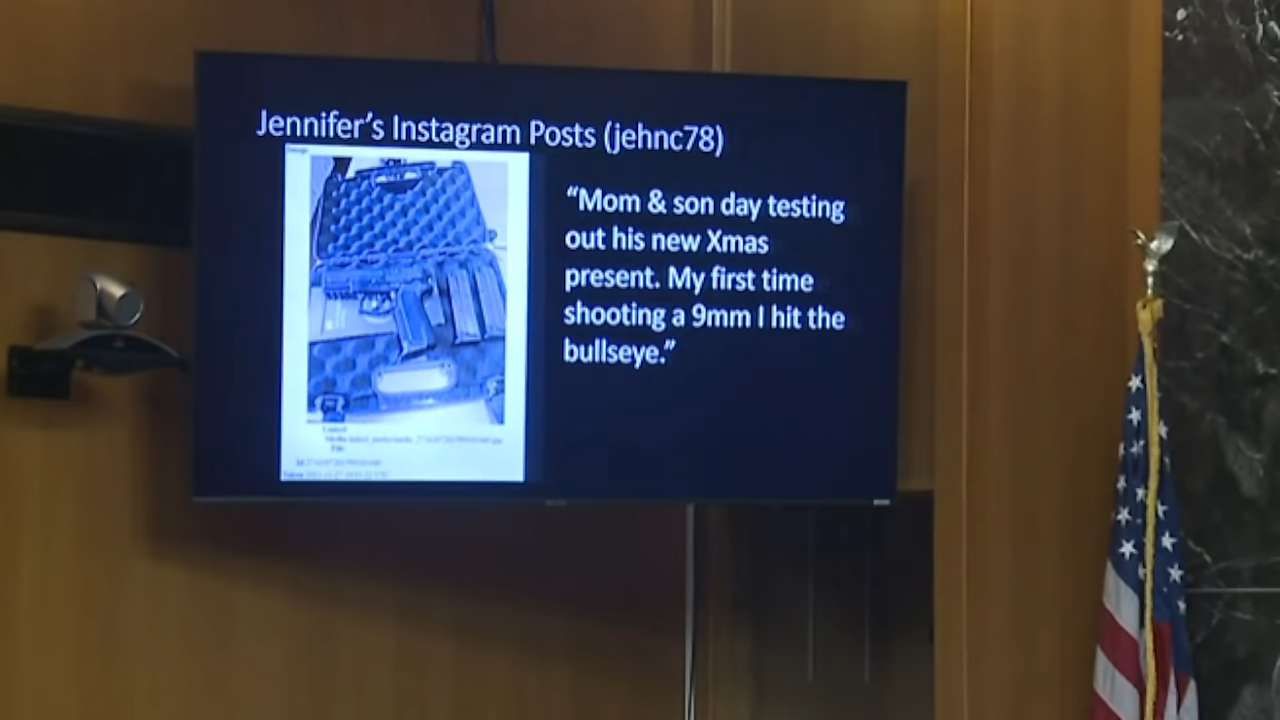 Jennifer’s Instagram Posts (jehnc78)
“Mom & son day testing
out his new Xmas
present. My first time
shooting a 9mm I hit the
bullseye.”